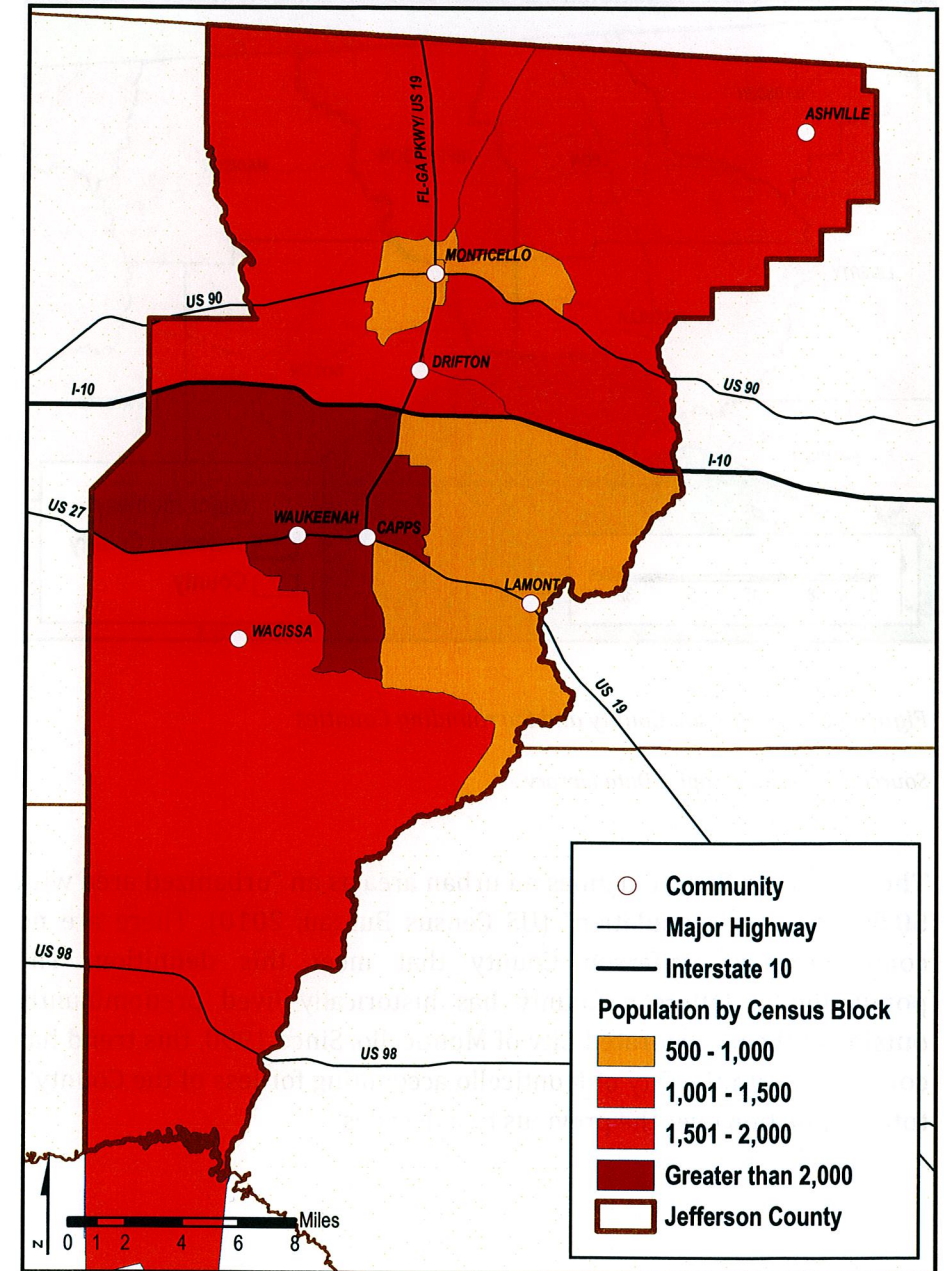 FL-GA PKWY/ US 19
ASHVILLE
MONTICELLO
US 90
DRIFTON
I-10
US 90
I-10
US 27
WAUKEENAH
CAPPS
LAMONT
WACISSA
US 19
US 98
US 98
Community
Major Highway
Interstate 10
Population by Census Block
500 - 1,000
1,001 - 1,500
1,501 - 2,000
Greater than 2,000
Jefferson County
N
Miles
0 1 2 4 6 8